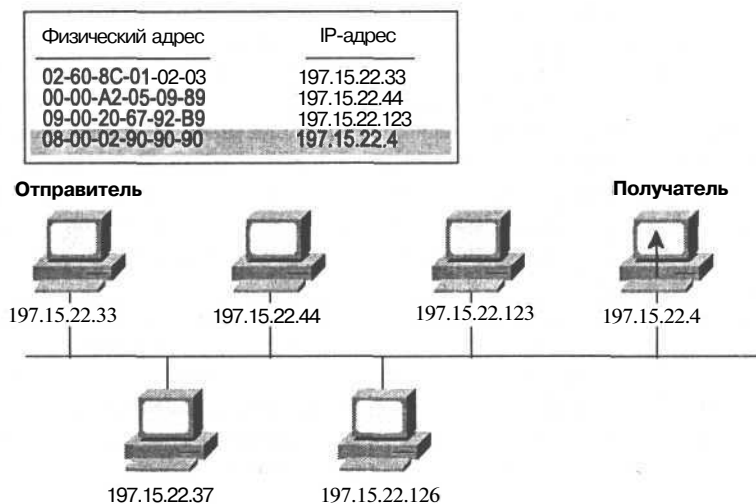 Физический адрес IP-адрес
02-60-8C-01-02-03 197.15.22.33
00-00-A2-05-09-89 197.15.22.44
09-00-20-67-92-B9 197.15.22.123
08-00-02-90-90-90 197.15.22.4
Отправитель Получатель
197.15.22.33 197.15.22.44 197.15.22.123 197.15.22.4
197.15.22.37 197.15.22.126